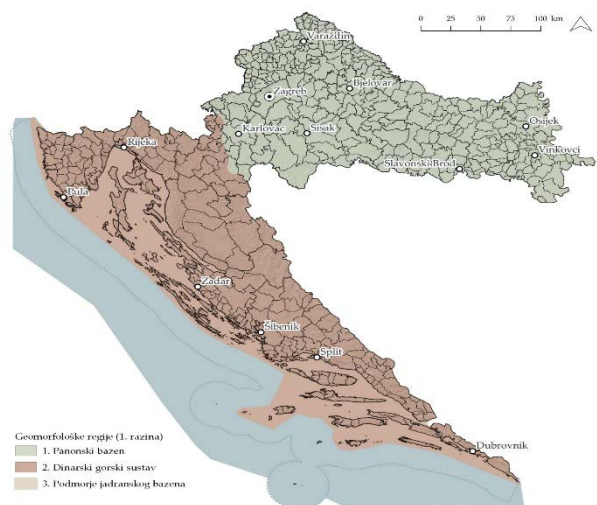 0 25 50 75 100 km
Varaždin
Bjelovar
Zagreb
Karlovac
Sisak
Osijek
Vinkovci
Slavonski Brod
Rijeka
Pula
Zadar
Šibenik
Split
Dubrovnik
Geomorfološke regije (1. razina)
1. Panonski bazen
2. Dinarski gorski sustav
3. Podmorje jadranskog bazena